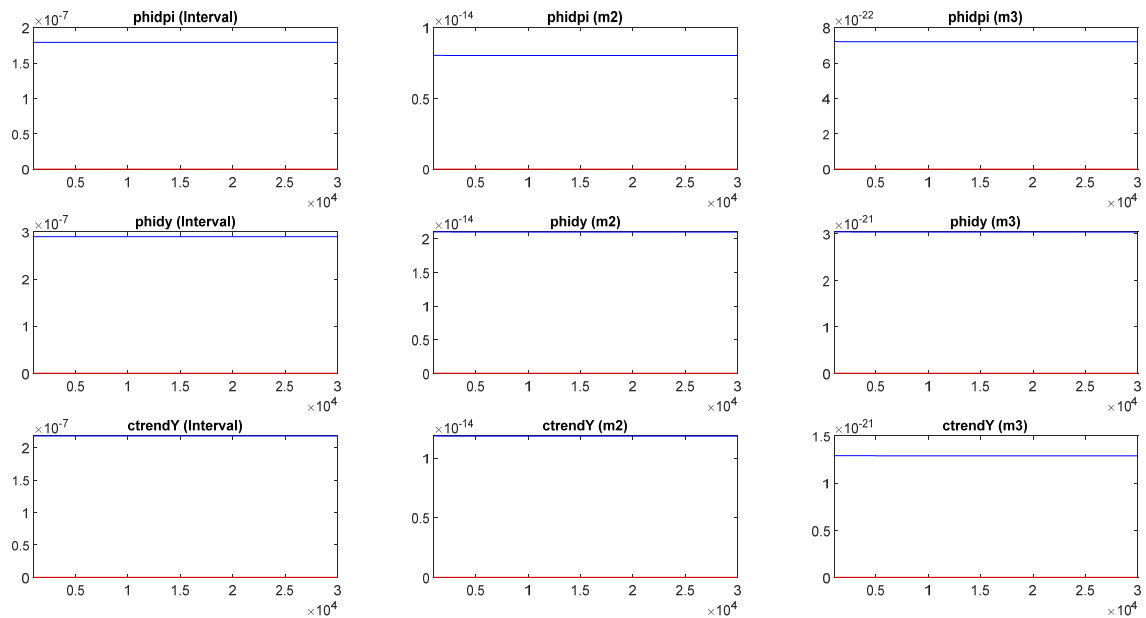 phidpi (Interval) phidpi (m2) phidpi (m3)
×10-7 ×10-14 ×10-22
2 1 8
1.5 6
1 0.5 4
0.5 2
0 0 0
0.5 1 1.5 2 2.5 3 0.5 1 1.5 2 2.5 3 0.5 1 1.5 2 2.5 3
×104 ×104 ×104
phidy (Interval) phidy (m2) phidy (m3)
×10-7 ×10-14 ×10-21
3 2 3
2 1.5 2
1 1 1
0.5
0 0 0
0.5 1 1.5 2 2.5 3 0.5 1 1.5 2 2.5 3 0.5 1 1.5 2 2.5 3
×104 ×104 ×104
ctrendY (Interval) ctrendY (m2) ctrendY (m3)
×10-7 ×10-14 ×10-21
2 1 1.5
1.5 1
1 0.5 0.5
0.5
0 0 0
0.5 1 1.5 2 2.5 3 0.5 1 1.5 2 2.5 3 0.5 1 1.5 2 2.5 3
×104 ×104 ×104